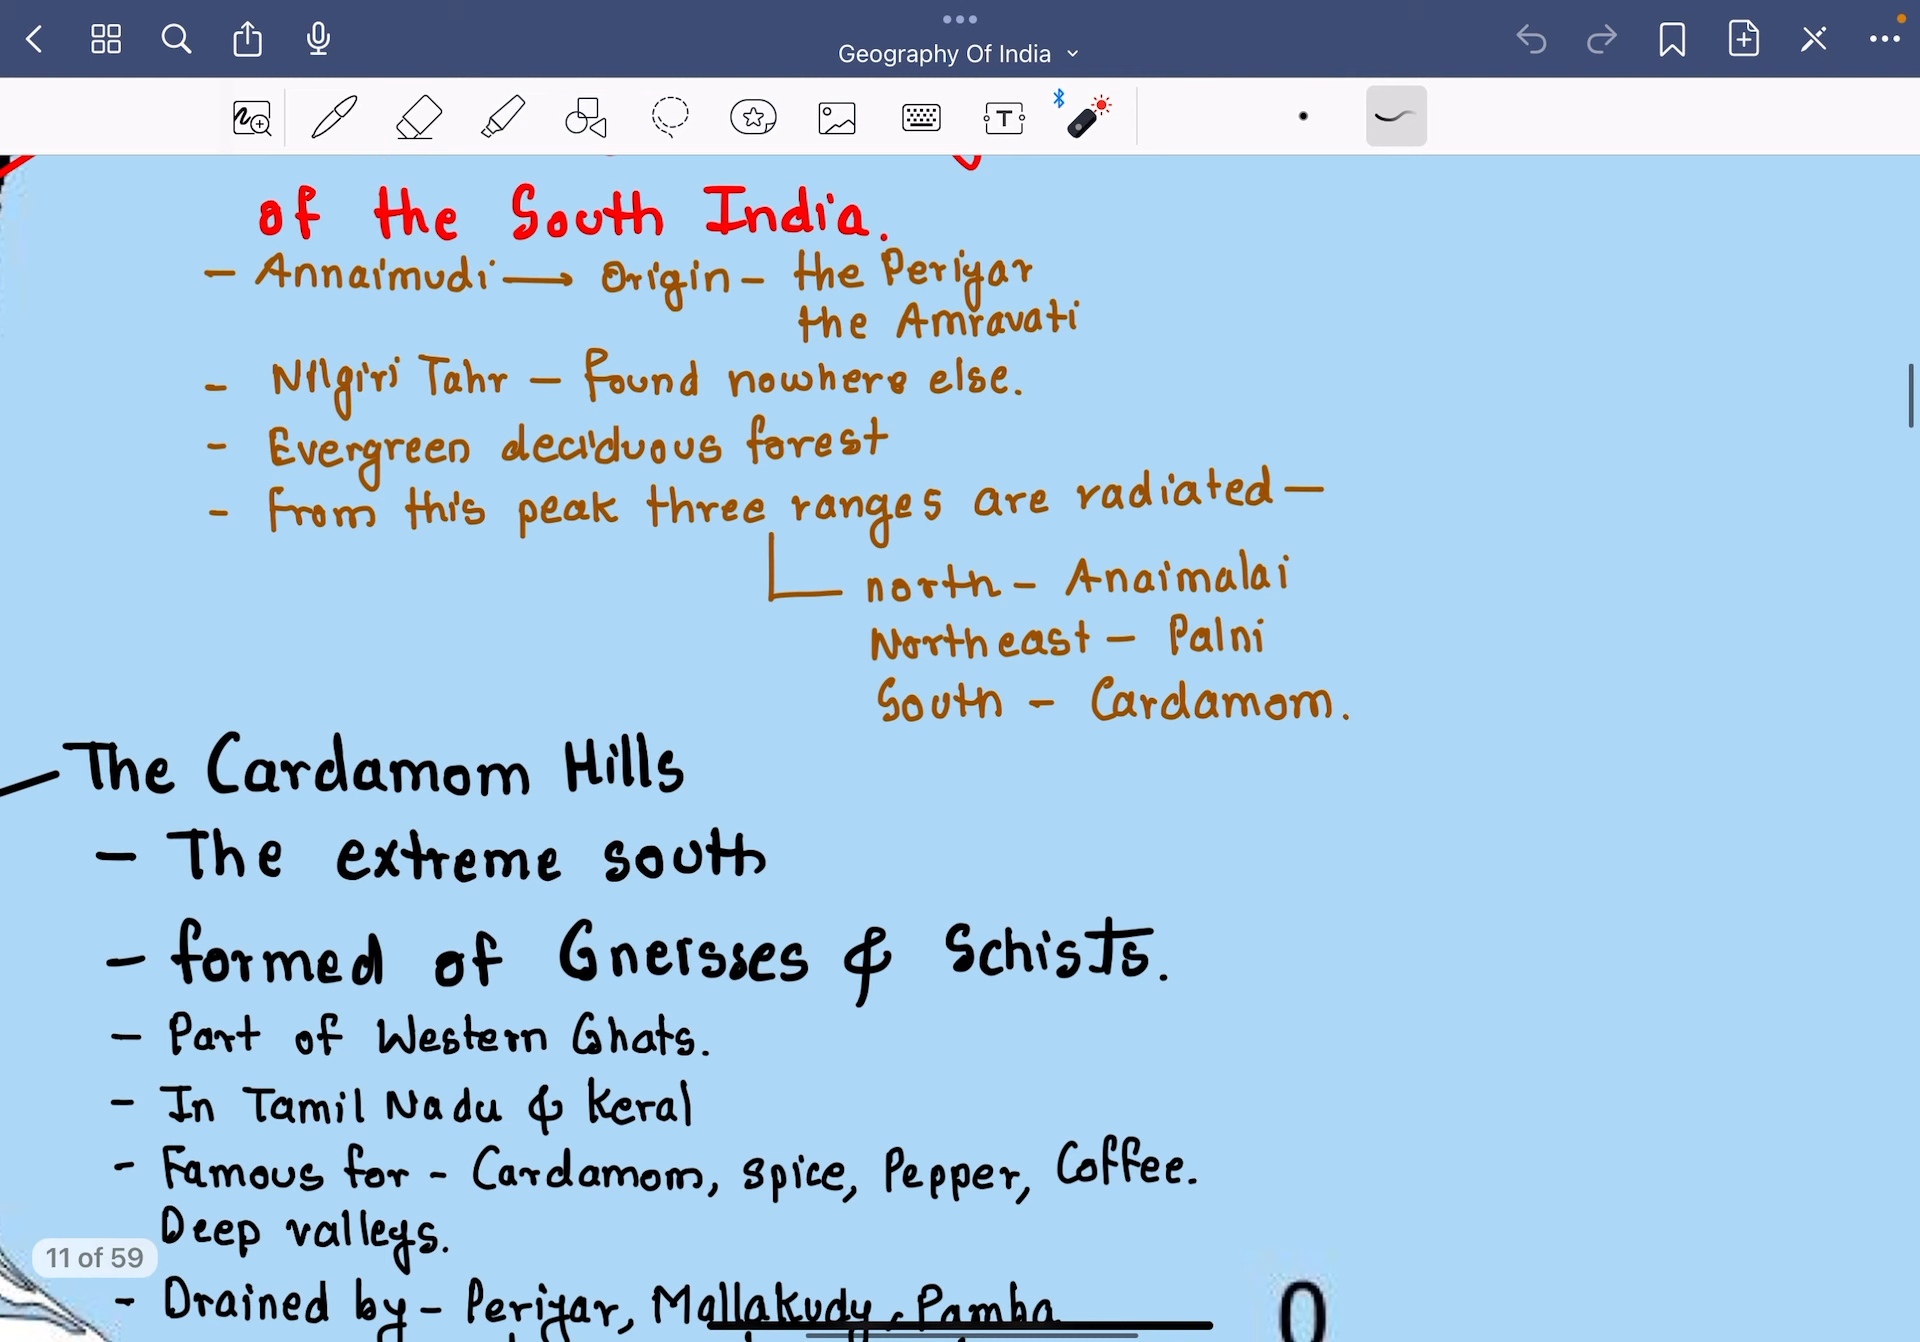 Geography Of India
of the South India.
- Annaimudi → Origin - the Periyar
the Amravati
- Nilgiri Tahr - found nowhere else.
- Evergreen deciduous forest
- From this peak three ranges are radiated -
north - Anaimalai
Northeast - Palni
South - Cardamom.
The Cardamom Hills
- The extreme south
- formed of Gneisses & Schists.
- Part of Western Ghats.
- In Tamil Nadu & Keral
- Famous for - Cardamom, Spice, Pepper, Coffee.
Deep valleys.
11 of 59
- Drained by - Periyar, Mallakudy, Pamba
0